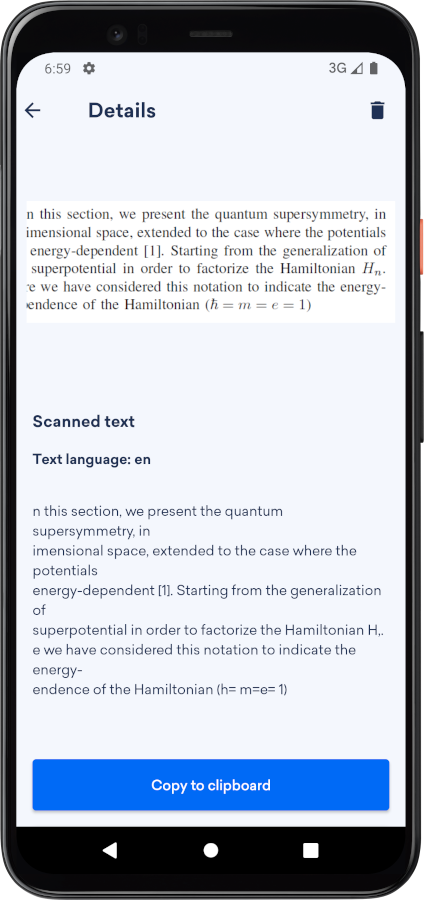 6:59 3G
Details
n this section, we present the quantum supersymmetry, in
imensional space, extended to the case where the potentials
energy-dependent [1]. Starting from the generalization of
superpotential in order to factorize the Hamiltonian Hₙ.
e we have considered this notation to indicate the energy-
endence of the Hamiltonian (ℏ = m = e = 1)
Scanned text
Text language: en
n this section, we present the quantum
supersymmetry, in
imensional space, extended to the case where the
potentials
energy-dependent [1]. Starting from the generalization
of
superpotential in order to factorize the Hamiltonian H,.
e we have considered this notation to indicate the
energy-
endence of the Hamiltonian (h= m=e= 1)
Copy to clipboard